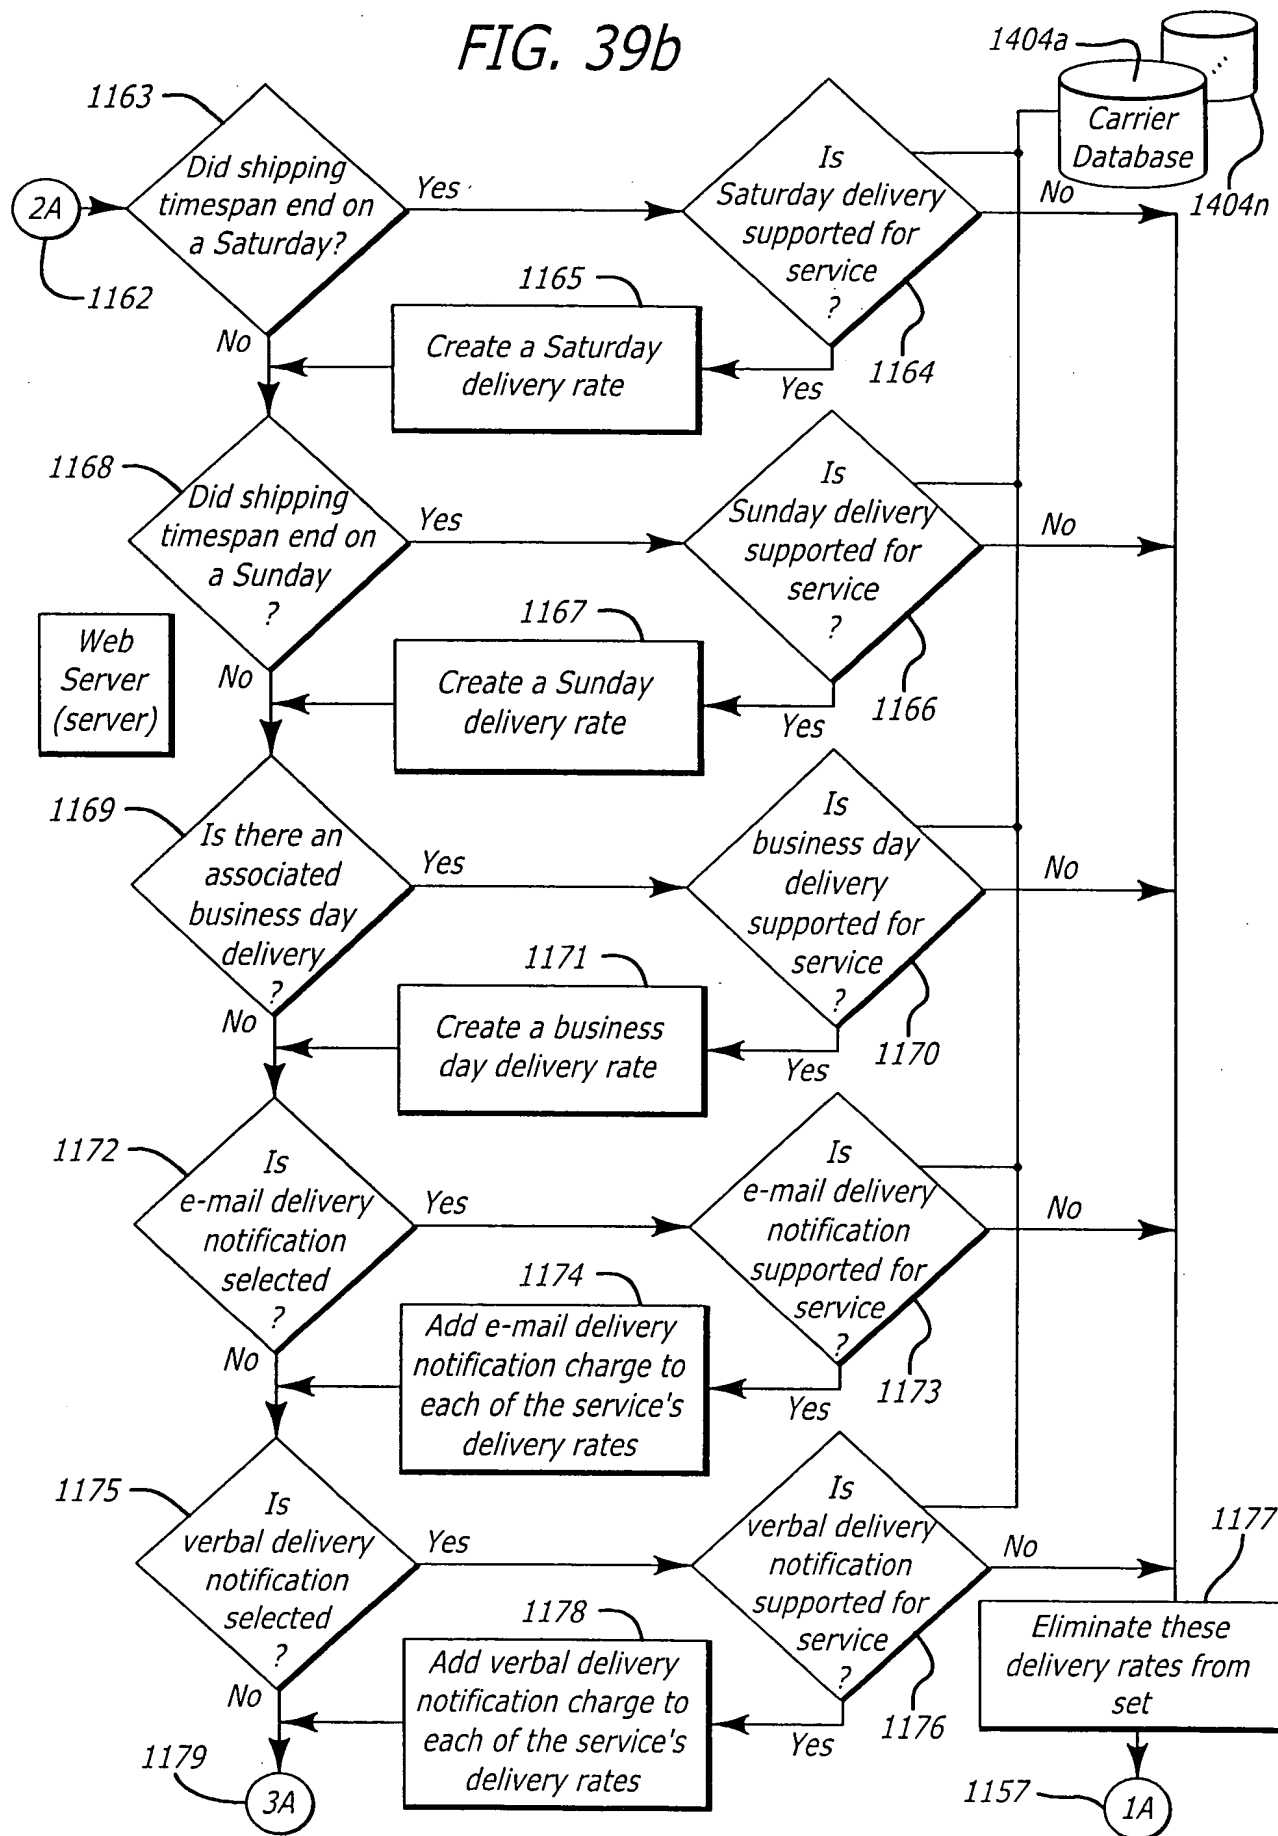 FIG. 39b
1404a
1404n
Carrier
Database
1163
Did shipping
timespan end on
a Saturday?
Yes
Is
Saturday delivery
supported for
service
?
No
2A
1162
1165
Create a Saturday
delivery rate
No
Yes
1164
1168
Did shipping
timespan end on
a Sunday
?
Yes
Is
Sunday delivery
supported for
service
?
No
Web
Server
(server)
1167
Create a Sunday
delivery rate
No
Yes
1166
1169
Is there an
associated
business day
delivery
?
Yes
Is
business day
delivery
supported for
service
?
No
1171
Create a business
day delivery rate
No
Yes
1170
1172
Is
e-mail delivery
notification
selected
?
Yes
Is
e-mail delivery
notification
supported for
service
?
No
1174
Add e-mail delivery
notification charge to
each of the service's
delivery rates
No
Yes
1173
1175
Is
verbal delivery
notification
selected
?
Yes
Is
verbal delivery
notification
supported for
service
?
No
1177
Eliminate these
delivery rates from
set
1178
Add verbal delivery
notification charge to
each of the service's
delivery rates
No
Yes
1176
1179
3A
1157
1A